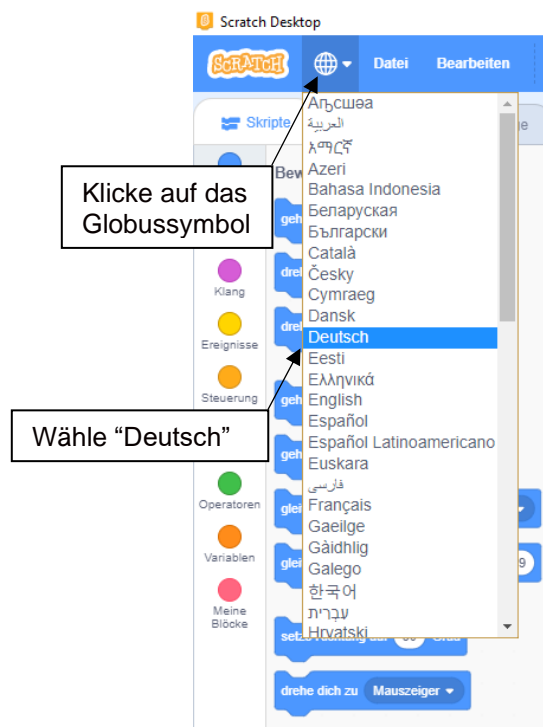 Scratch Desktop
SCRATCH
Datei Bearbeiten
Skripte
Klicke auf das
Globussymbol
Wähle “Deutsch”
Klang
Ereignisse
Steuerung
Operatoren
Variablen
Meine
Blöcke
Аҧсшәа
العربية
አማርኛ
Azeri
Bahasa Indonesia
Беларуская
Български
Català
Česky
Cymraeg
Dansk
Deutsch
Eesti
Ελληνικά
English
Español
Español Latinoamericano
Euskara
فارسی
Français
Gaeilge
Gàidhlig
Galego
한국어
עִבְרִית
Hrvatski
drehe dich zu Mauszeiger